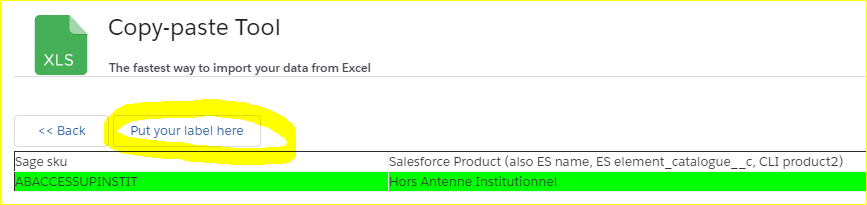 Copy-paste Tool
XLS
The fastest way to import your data from Excel
<< Back Put your label here
Sage sku Salesforce Product (also ES name, ES element_catalogue__c, CLI product2)
ABACCESSUPINSTIT Hors Antenne Institutionnel